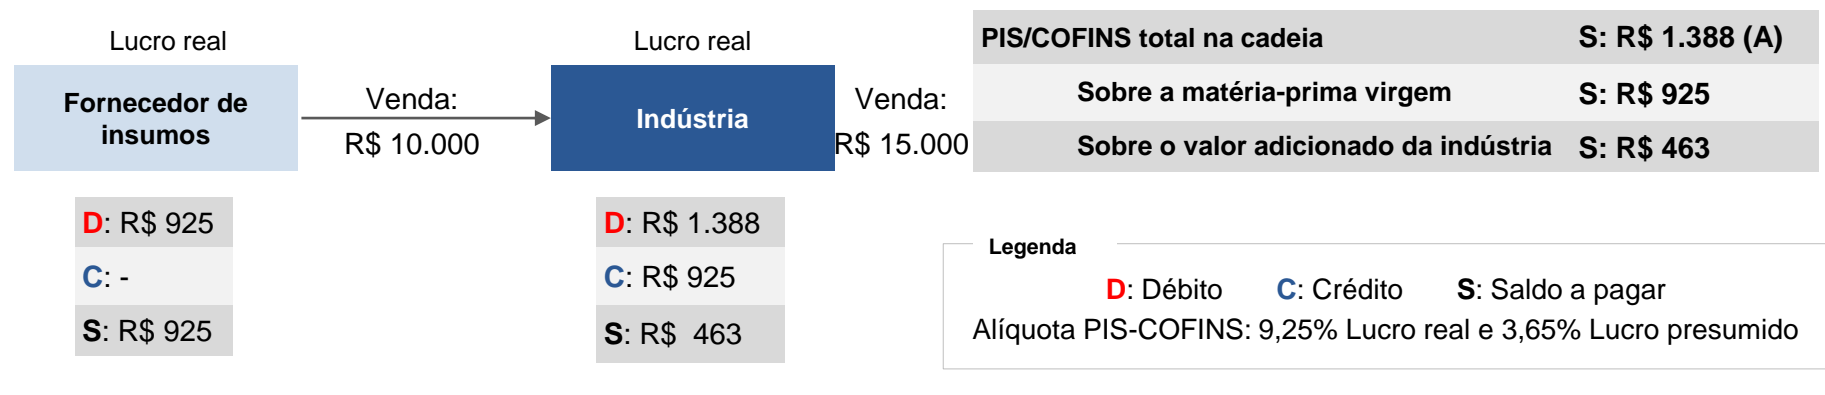 Lucro real
Fornecedor de
insumos
Venda:
R$ 10.000
Lucro real
Indústria
Venda:
R$ 15.000
D: R$ 925
C: -
S: R$ 925
D: R$ 1.388
C: R$ 925
S: R$ 463
PIS/COFINS total na cadeia S: R$ 1.388 (A)
Sobre a matéria-prima virgem S: R$ 925
Sobre o valor adicionado da indústria S: R$ 463
Legenda
D: Débito C: Crédito S: Saldo a pagar
Alíquota PIS-COFINS: 9,25% Lucro real e 3,65% Lucro presumido